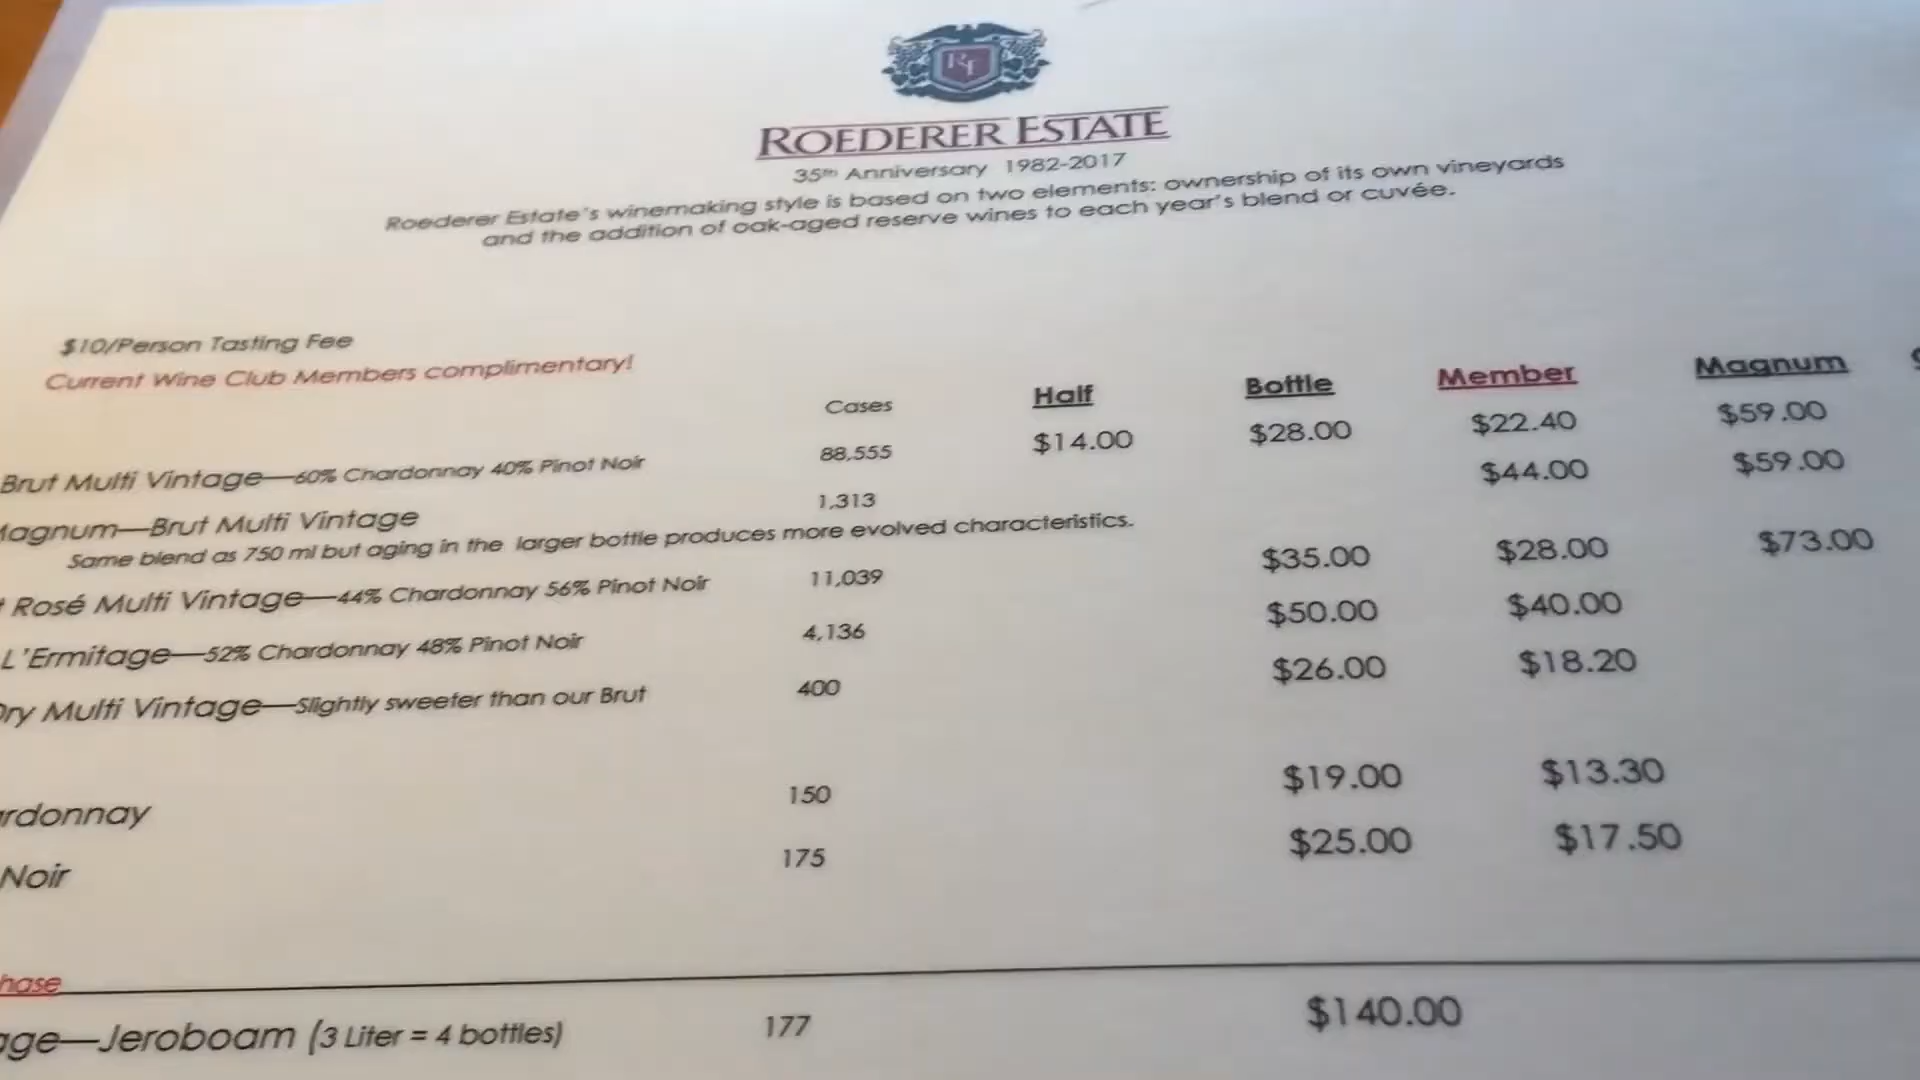 RE
ROEDERER ESTATE
35th Anniversary 1982-2017
Roederer Estate's winemaking style is based on two elements: ownership of its own vineyards
and the addition of oak-aged reserve wines to each year's blend or cuvée.
$10/Person Tasting Fee
Current Wine Club Members complimentary!
Cases Half Bottle Member Magnum
Brut Multi Vintage—60% Chardonnay 40% Pinot Noir 88,555 $14.00 $28.00 $22.40 $59.00
Magnum—Brut Multi Vintage 1,313 $44.00 $59.00
Same blend as 750 ml but aging in the larger bottle produces more evolved characteristics.
Rosé Multi Vintage—44% Chardonnay 56% Pinot Noir 11,039 $35.00 $28.00 $73.00
L'Ermitage—52% Chardonnay 48% Pinot Noir 4,136 $50.00 $40.00
Dry Multi Vintage—Slightly sweeter than our Brut 400 $26.00 $18.20
rdonnay 150 $19.00 $13.30
Noir 175 $25.00 $17.50
hase
age—Jeroboam (3 Liter = 4 bottles) 177 $140.00